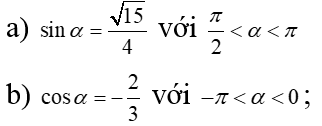 a) sin α = √15/4 với π/2 < α < π
b) cos α = −2/3 với −π < α < 0 ;